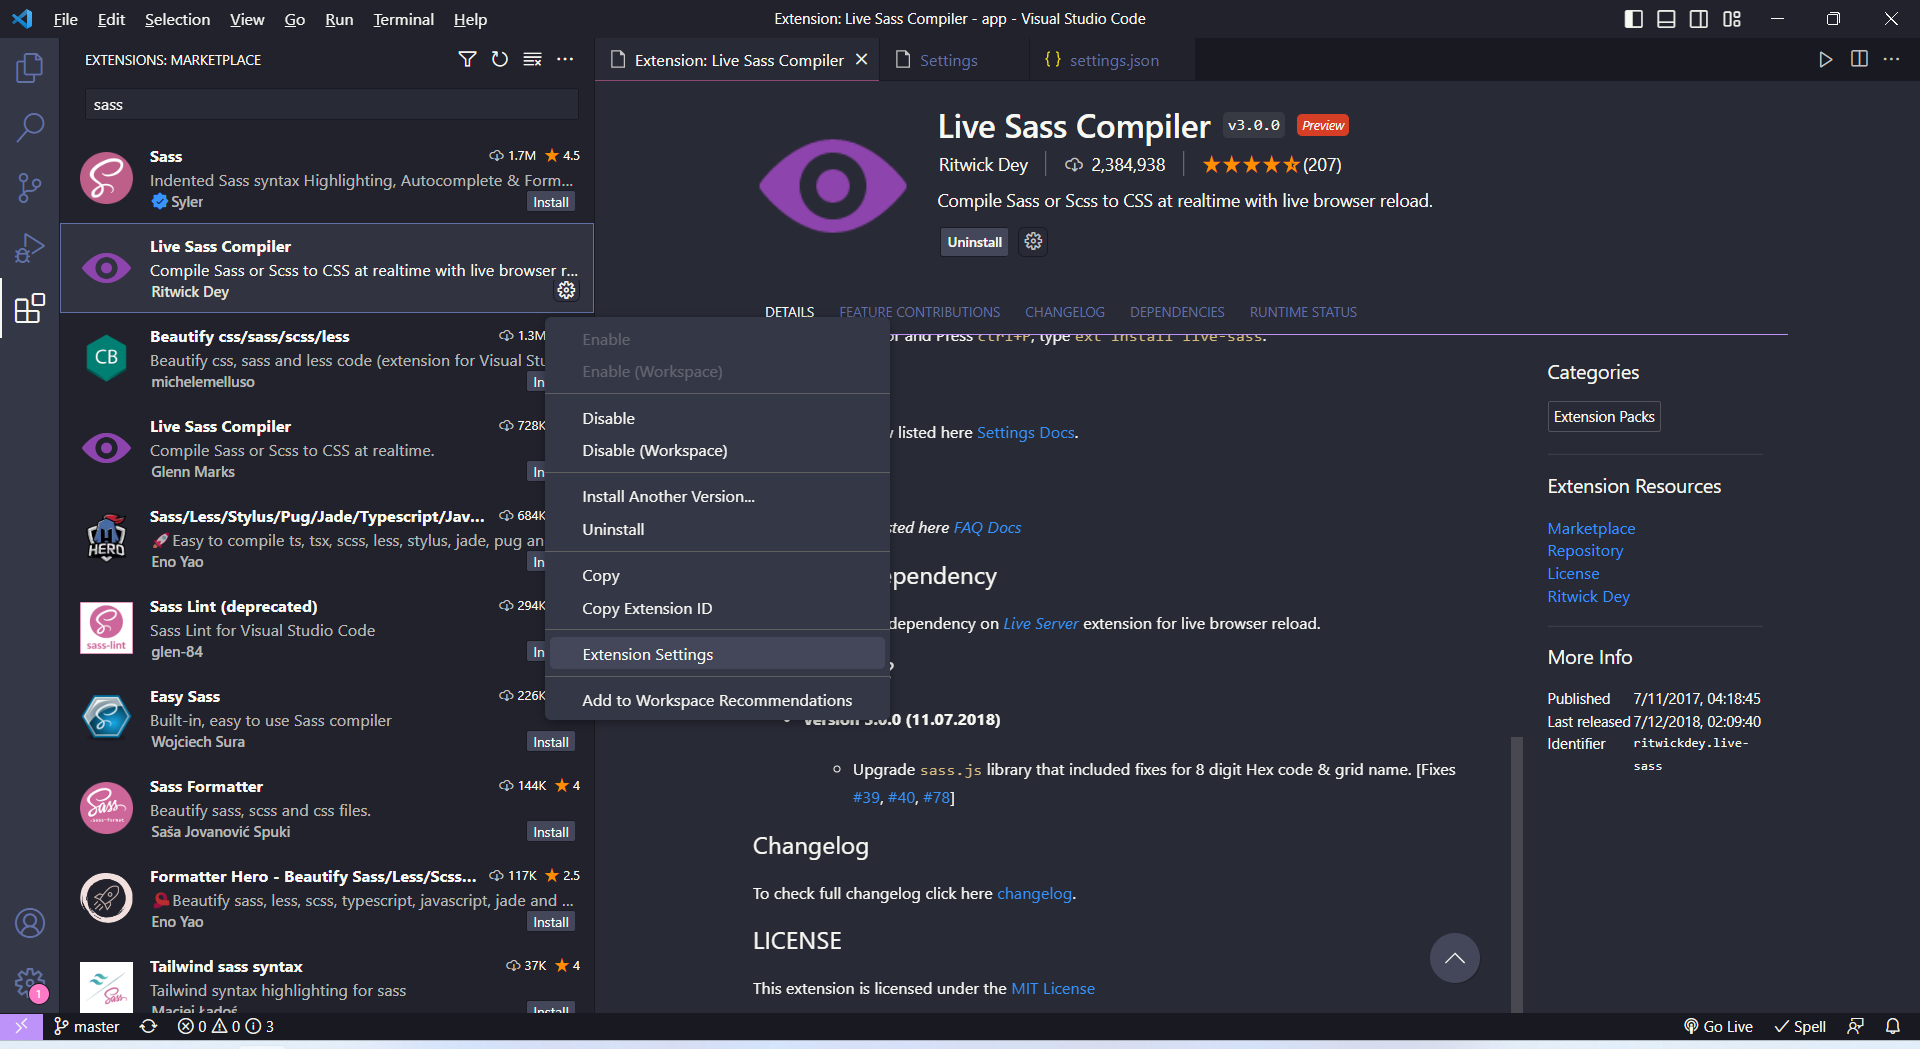 File Edit Selection View Go Run Terminal Help
Extension: Live Sass Compiler - app - Visual Studio Code
EXTENSIONS: MARKETPLACE
sass
Sass 1.7M 4.5
Indented Sass syntax Highlighting, Autocomplete & Form...
Syler Install
Live Sass Compiler
Compile Sass or Scss to CSS at realtime with live browser r...
Ritwick Dey
CB
Beautify css/sass/scss/less 1.3M
Beautify css, sass and less code (extension for Visual Stu
michelemelluso In
Live Sass Compiler 728K
Compile Sass or Scss to CSS at realtime.
Glenn Marks In
HERO
Sass/Less/Stylus/Pug/Jade/Typescript/Jav... 684K
Easy to compile ts, tsx, scss, less, stylus, jade, pug an
Eno Yao In
sass-lint
Sass Lint (deprecated) 294K
Sass Lint for Visual Studio Code
glen-84 In
Easy Sass 226K
Built-in, easy to use Sass compiler
Wojciech Sura Install
Sass
Sass Formatter 144K 4
Beautify sass, scss and css files.
Saša Jovanović Spuki Install
Formatter Hero - Beautify Sass/Less/Scss... 117K 2.5
Beautify sass, less, scss, typescript, javascript, jade and ...
Eno Yao Install
Sass
Tailwind sass syntax 37K 4
Tailwind syntax highlighting for sass
Maciej Ładoś Install
1
Extension: Live Sass Compiler
Settings
{} settings.json
Live Sass Compiler v3.0.0 Preview
Ritwick Dey 2,384,938 (207)
Compile Sass or Scss to CSS at realtime with live browser reload.
Uninstall
DETAILS FEATURE CONTRIBUTIONS CHANGELOG DEPENDENCIES RUNTIME STATUS
or and Press ctrl+P, type ext install live-sass.
listed here Settings Docs.
sted here FAQ Docs
pendency
dependency on Live Server extension for live browser reload.
?
Version 3.0.0 (11.07.2018)
Upgrade sass.js library that included fixes for 8 digit Hex code & grid name. [Fixes
#39, #40, #78]
Changelog
To check full changelog click here changelog.
LICENSE
This extension is licensed under the MIT License
Enable
Enable (Workspace)
Disable
Disable (Workspace)
Install Another Version...
Uninstall
Copy
Copy Extension ID
Extension Settings
Add to Workspace Recommendations
Categories
Extension Packs
Extension Resources
Marketplace
Repository
License
Ritwick Dey
More Info
Published 7/11/2017, 04:18:45
Last released 7/12/2018, 02:09:40
Identifier ritwickdey.live-
sass
master 0 0 3
Go Live Spell